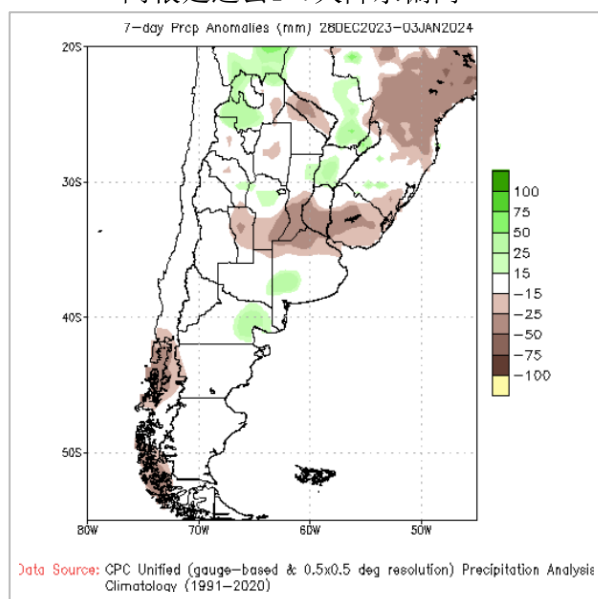 7-day Prcp Anomalies (mm) 28DEC2023-03JAN2024
20S
30S
40S
50S
80W 70W 60W 50W
100
75
50
25
15
-15
-25
-50
-75
-100
Data Source: CPC Unified (gauge-based & 0.5x0.5 deg resolution) Precipitation Analysis
Climatology (1991-2020)